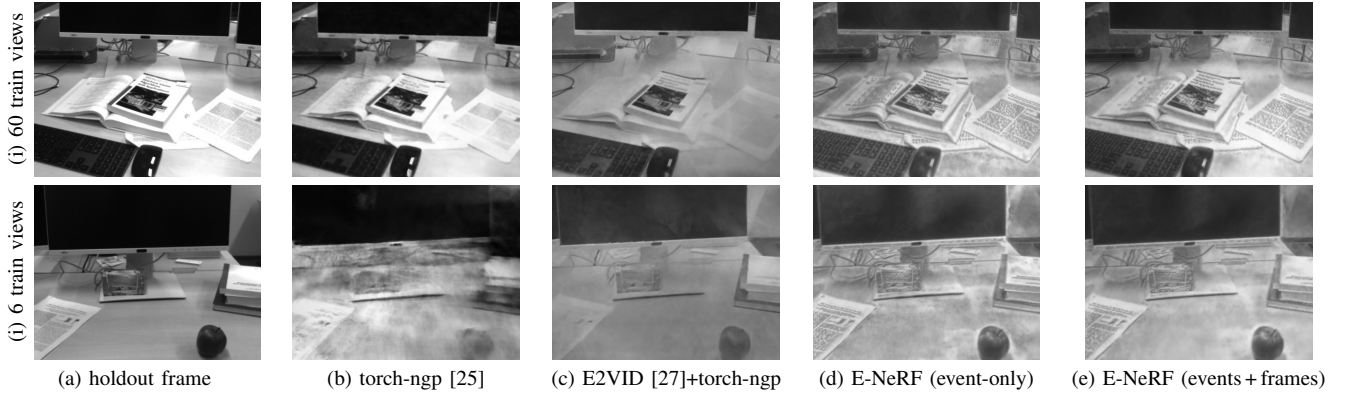 (i) 60 train views
(i) 6 train views
(a) holdout frame
(b) torch-ngp [25]
(c) E2VID [27]+torch-ngp
(d) E-NeRF (event-only)
(e) E-NeRF (events + frames)